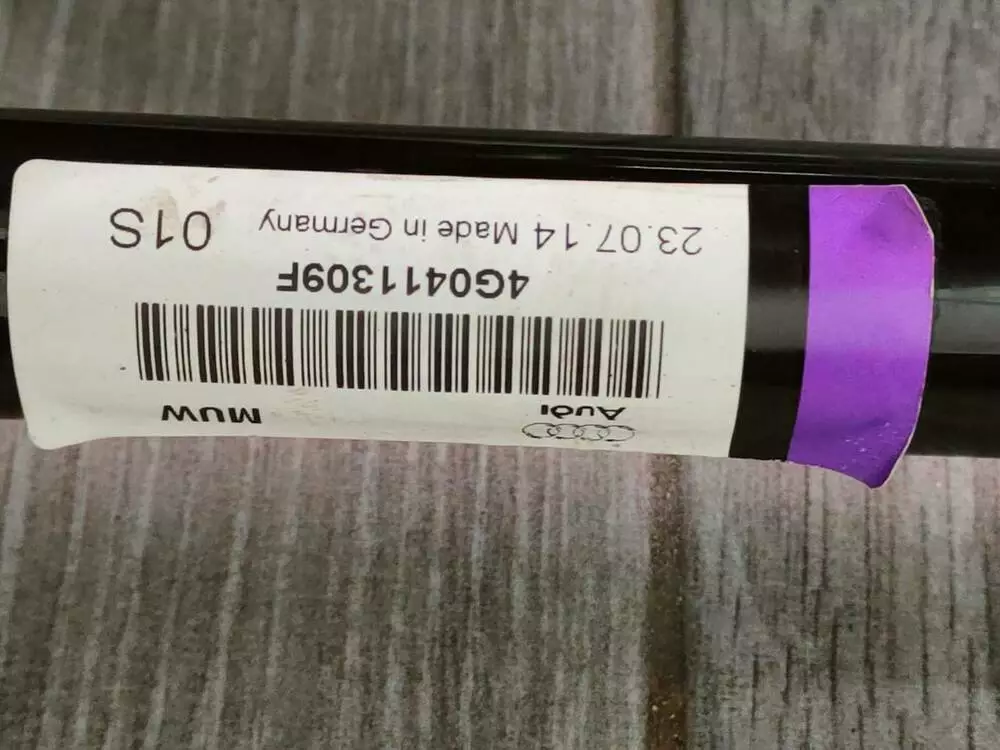 Audi MUW
4G0411309F
23.07.14 Made in Germany 01S